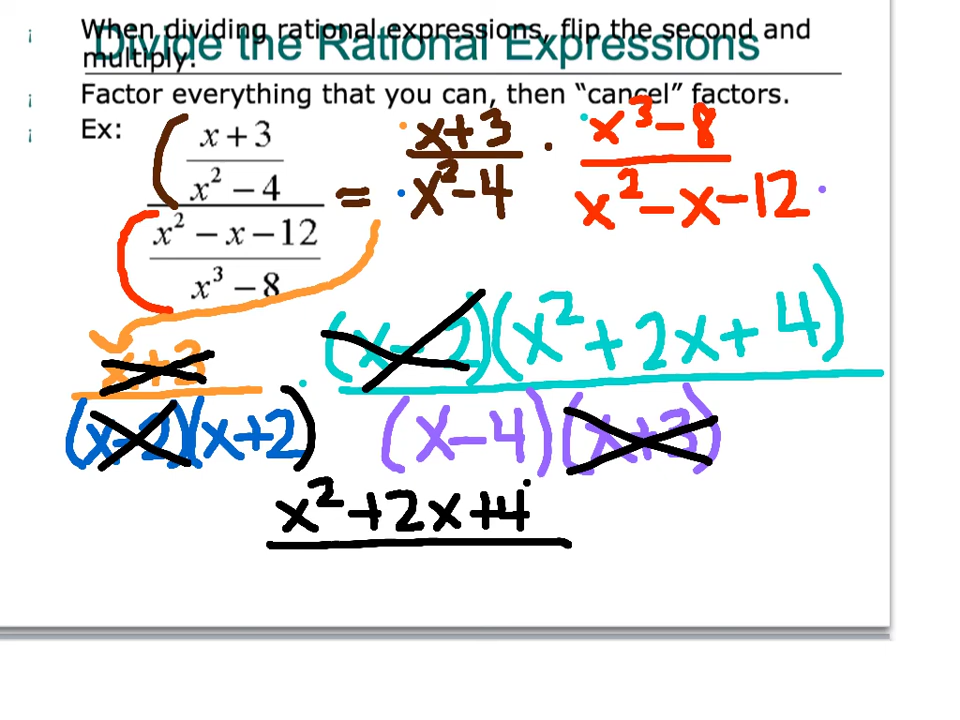 Divide the Rational Expressions
When dividing rational expressions, flip the second and
multiply.
Factor everything that you can, then “cancel” factors.
Ex:
x + 3
x² − 4
x² − x − 12
x³ − 8
=
x+3 · x³−8
x²−4 x²−x−12
x+3 · (x−2)(x²+2x+4)
(x−2)(x+2) (x−4)(x+3)
x²+2x+4